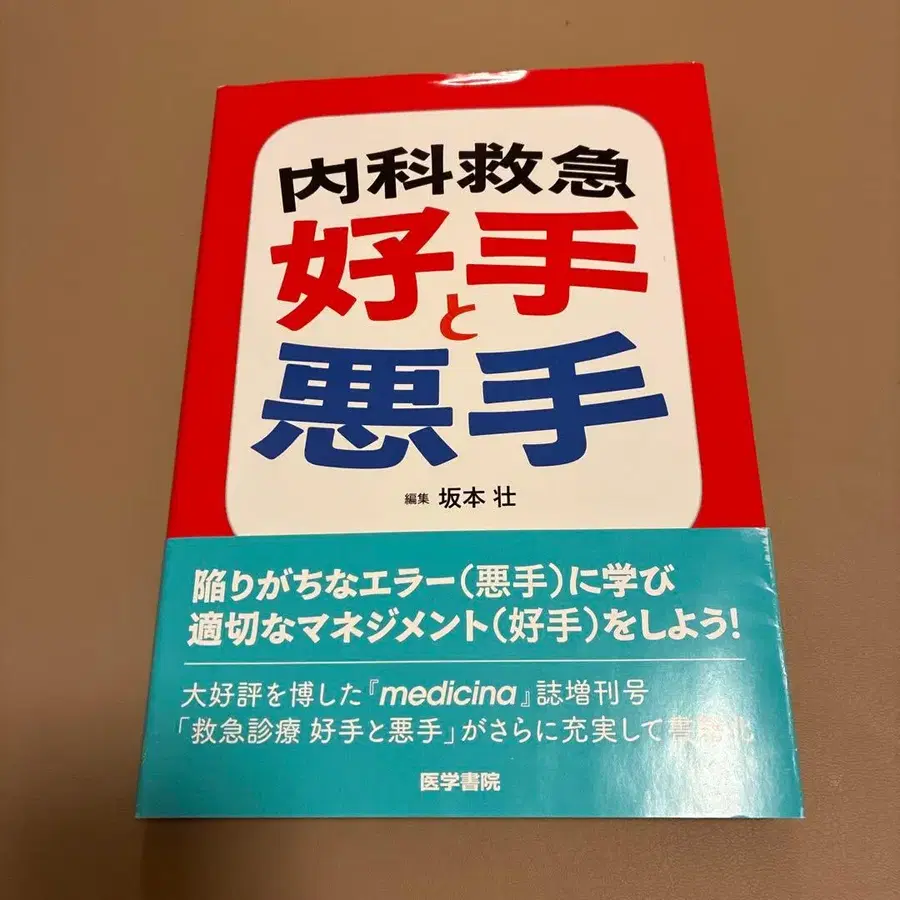 内科救急
好手
と
悪手
編集 坂本 壮
陥りがちなエラー(悪手)に学び
適切なマネジメント(好手)をしよう!
大好評を博した『medicina』誌増刊号
「救急診療 好手と悪手」がさらに充実して書籍化
医学書院